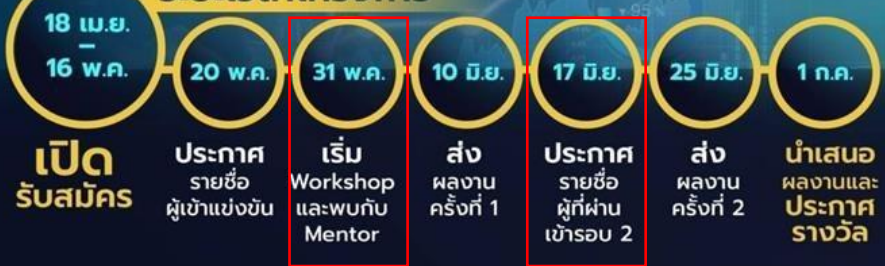 18 เม.ย.
–
16 พ.ค.
เปิด
รับสมัคร
20 พ.ค.
ประกาศ
รายชื่อ
ผู้เข้าแข่งขัน
31 พ.ค.
เริ่ม
Workshop
และพบกับ
Mentor
10 มิ.ย.
ส่ง
ผลงาน
ครั้งที่ 1
17 มิ.ย.
ประกาศ
รายชื่อ
ผู้ที่ผ่าน
เข้ารอบ 2
25 มิ.ย.
ส่ง
ผลงาน
ครั้งที่ 2
1 ก.ค.
นำเสนอ
ผลงานและ
ประกาศ
รางวัล